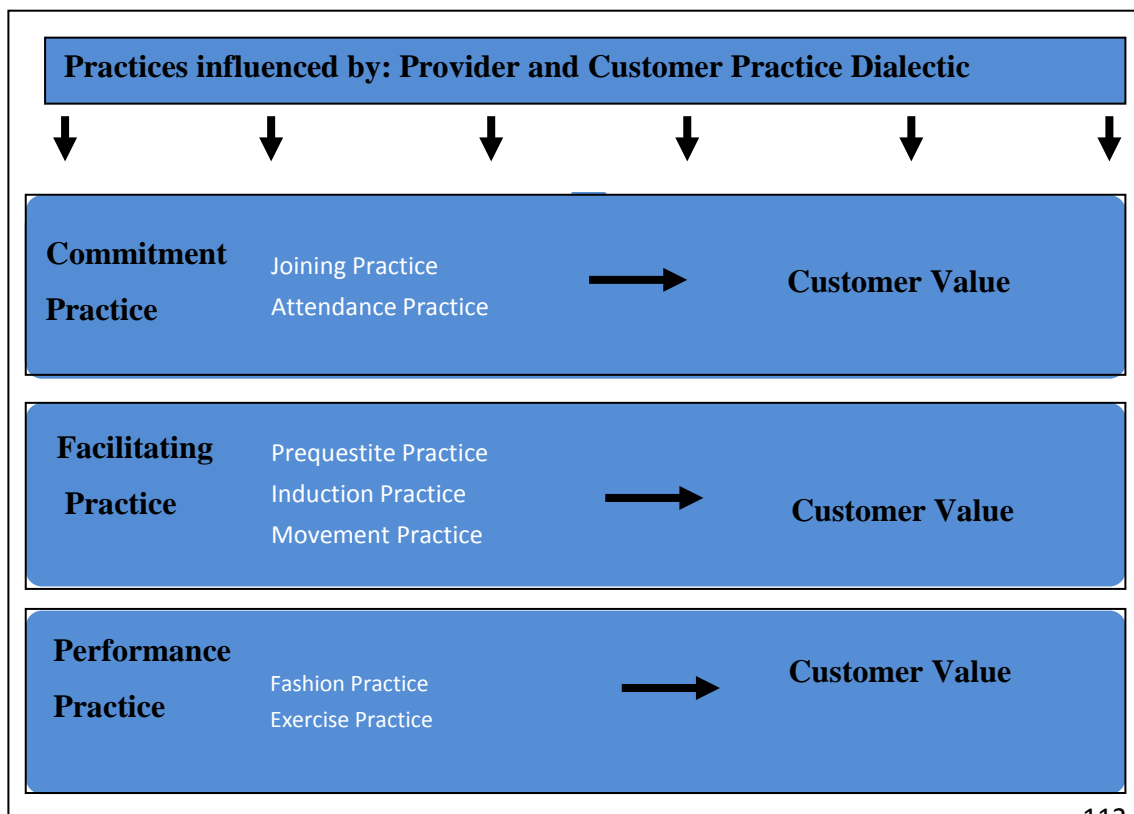 Practices influenced by: Provider and Customer Practice Dialectic
Commitment
Practice
Joining Practice
Attendance Practice
Customer Value
Facilitating
Practice
Prequestite Practice
Induction Practice
Movement Practice
Customer Value
Performance
Practice
Fashion Practice
Exercise Practice
Customer Value